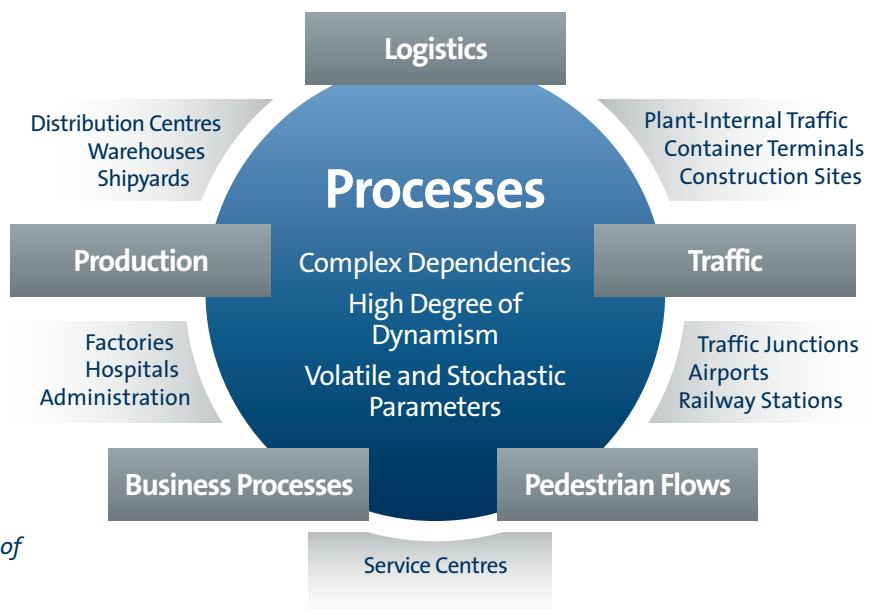 Logistics
Distribution Centres
Warehouses
Shipyards
Plant-Internal Traffic
Container Terminals
Construction Sites
Processes
Production
Complex Dependencies
High Degree of
Dynamism
Volatile and Stochastic
Parameters
Traffic
Factories
Hospitals
Administration
Traffic Junctions
Airports
Railway Stations
Business Processes
Pedestrian Flows
of
Service Centres